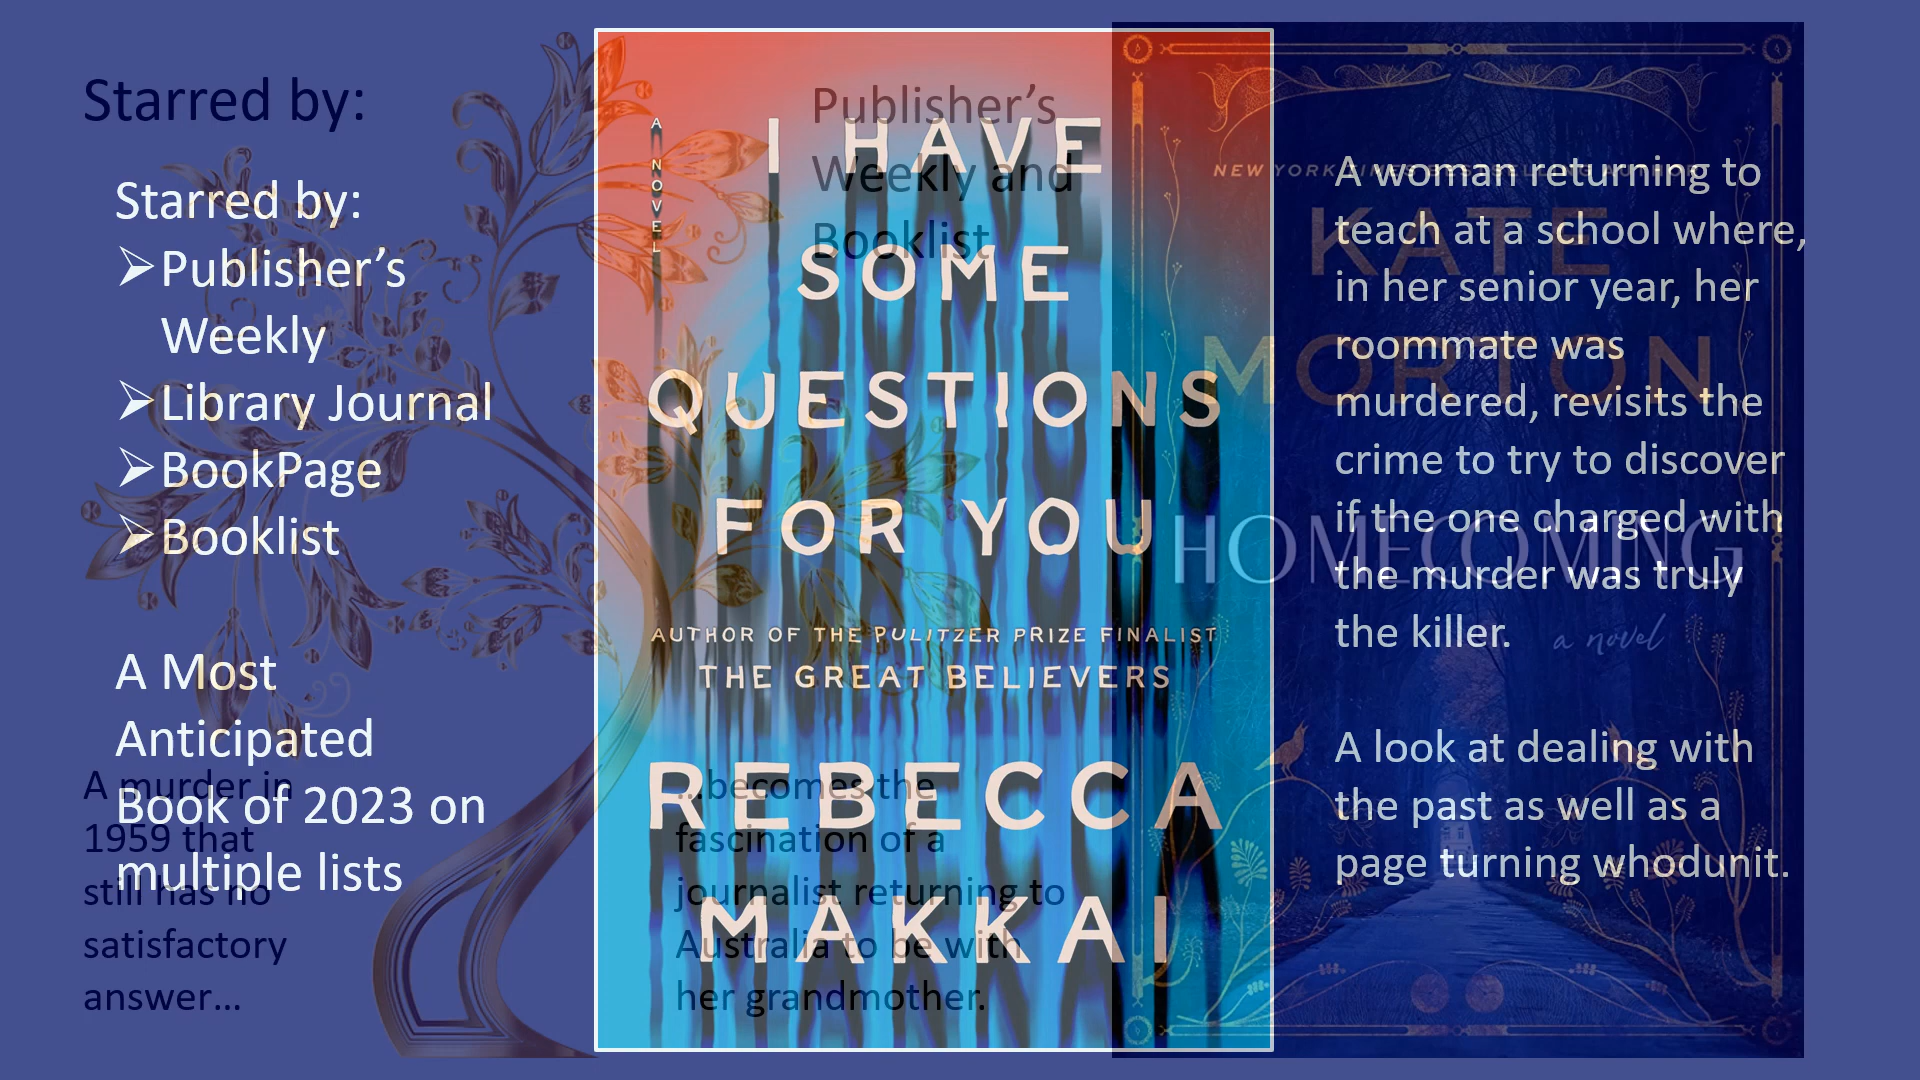 Starred by:
Starred by:
➢Publisher’s
Weekly
➢Library Journal
➢BookPage
➢Booklist
A Most
Anticipated
Book of 2023 on
multiple lists
A murder in
1959 that
still has no
satisfactory
answer…
Publisher’s
Weekly and
Booklist
A NOVEL
I HAVE
SOME
QUESTIONS
FOR YOU
AUTHOR OF THE PULITZER PRIZE FINALIST
THE GREAT BELIEVERS
REBECCA
MAKKAI
…becomes the
fascination of a
journalist returning to
Australia to be with
her grandmother.
NEW YORK TIMES BESTSELLING AUTHOR
KATE
MORTON
HOMECOMING
a novel
A woman returning to
teach at a school where,
in her senior year, her
roommate was
murdered, revisits the
crime to try to discover
if the one charged with
the murder was truly
the killer.
A look at dealing with
the past as well as a
page turning whodunit.